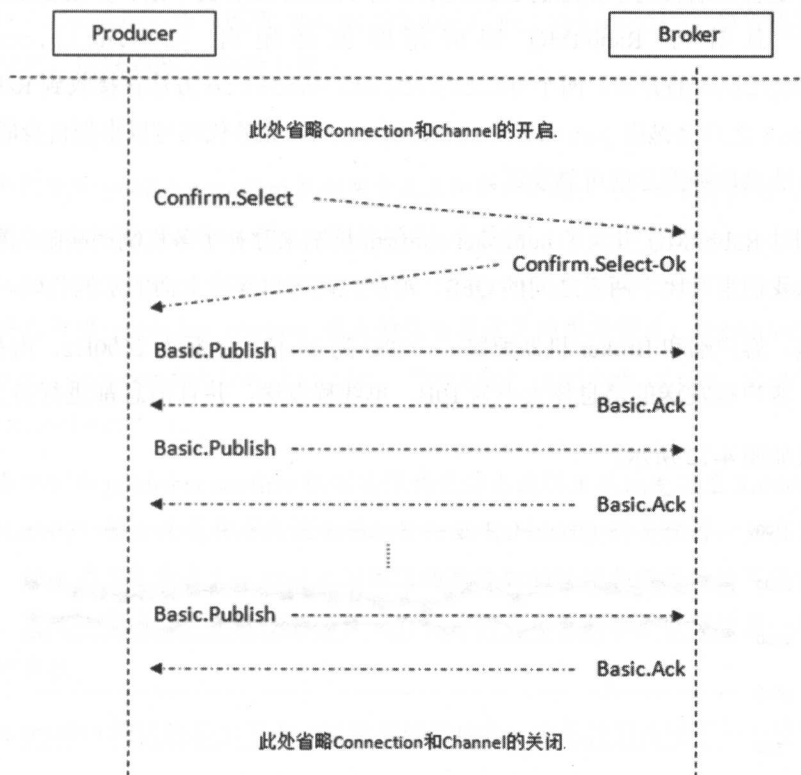 Producer
Broker
此处省略Connection和Channel的开启.
Confirm.Select
Confirm.Select-Ok
Basic.Publish
Basic.Ack
Basic.Publish
Basic.Ack
Basic.Publish
Basic.Ack
此处省略Connection和Channel的关闭.